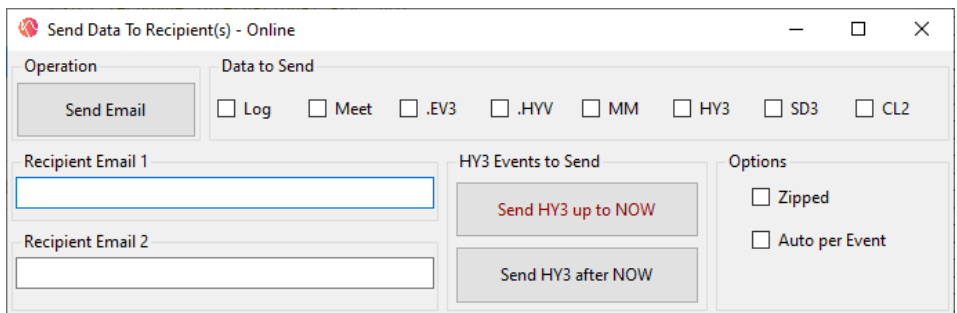 Send Data To Recipient(s) - Online
Operation
Data to Send
Send Email
Log
Meet
.EV3
.HYV
MM
HY3
SD3
CL2
Recipient Email 1
HY3 Events to Send
Options
Send HY3 up to NOW
Zipped
Recipient Email 2
Auto per Event
Send HY3 after NOW